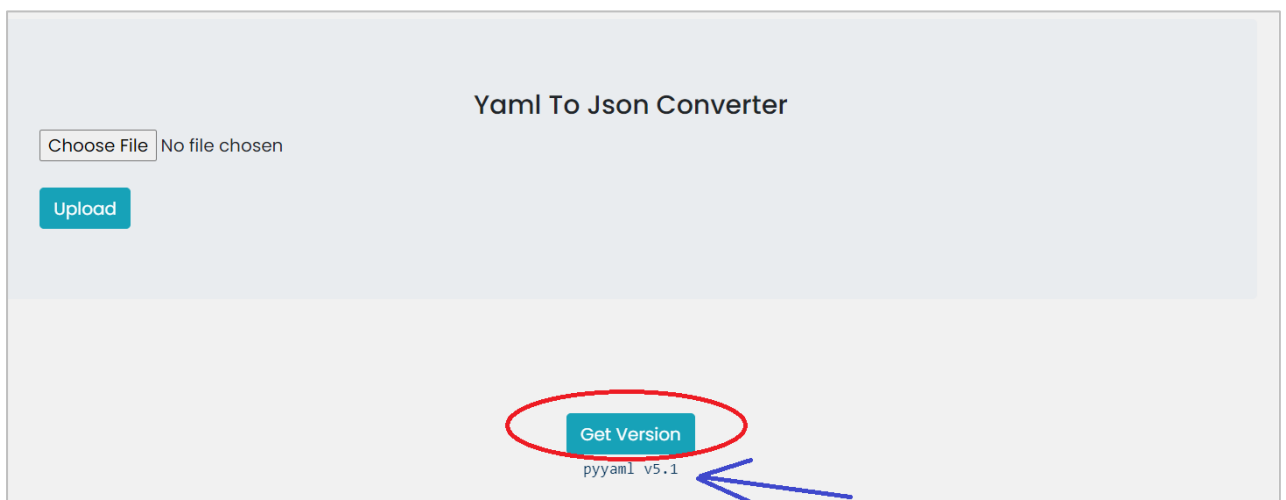 Yaml To Json Converter
Choose File No file chosen
Upload
Get Version
pyyaml v5.1